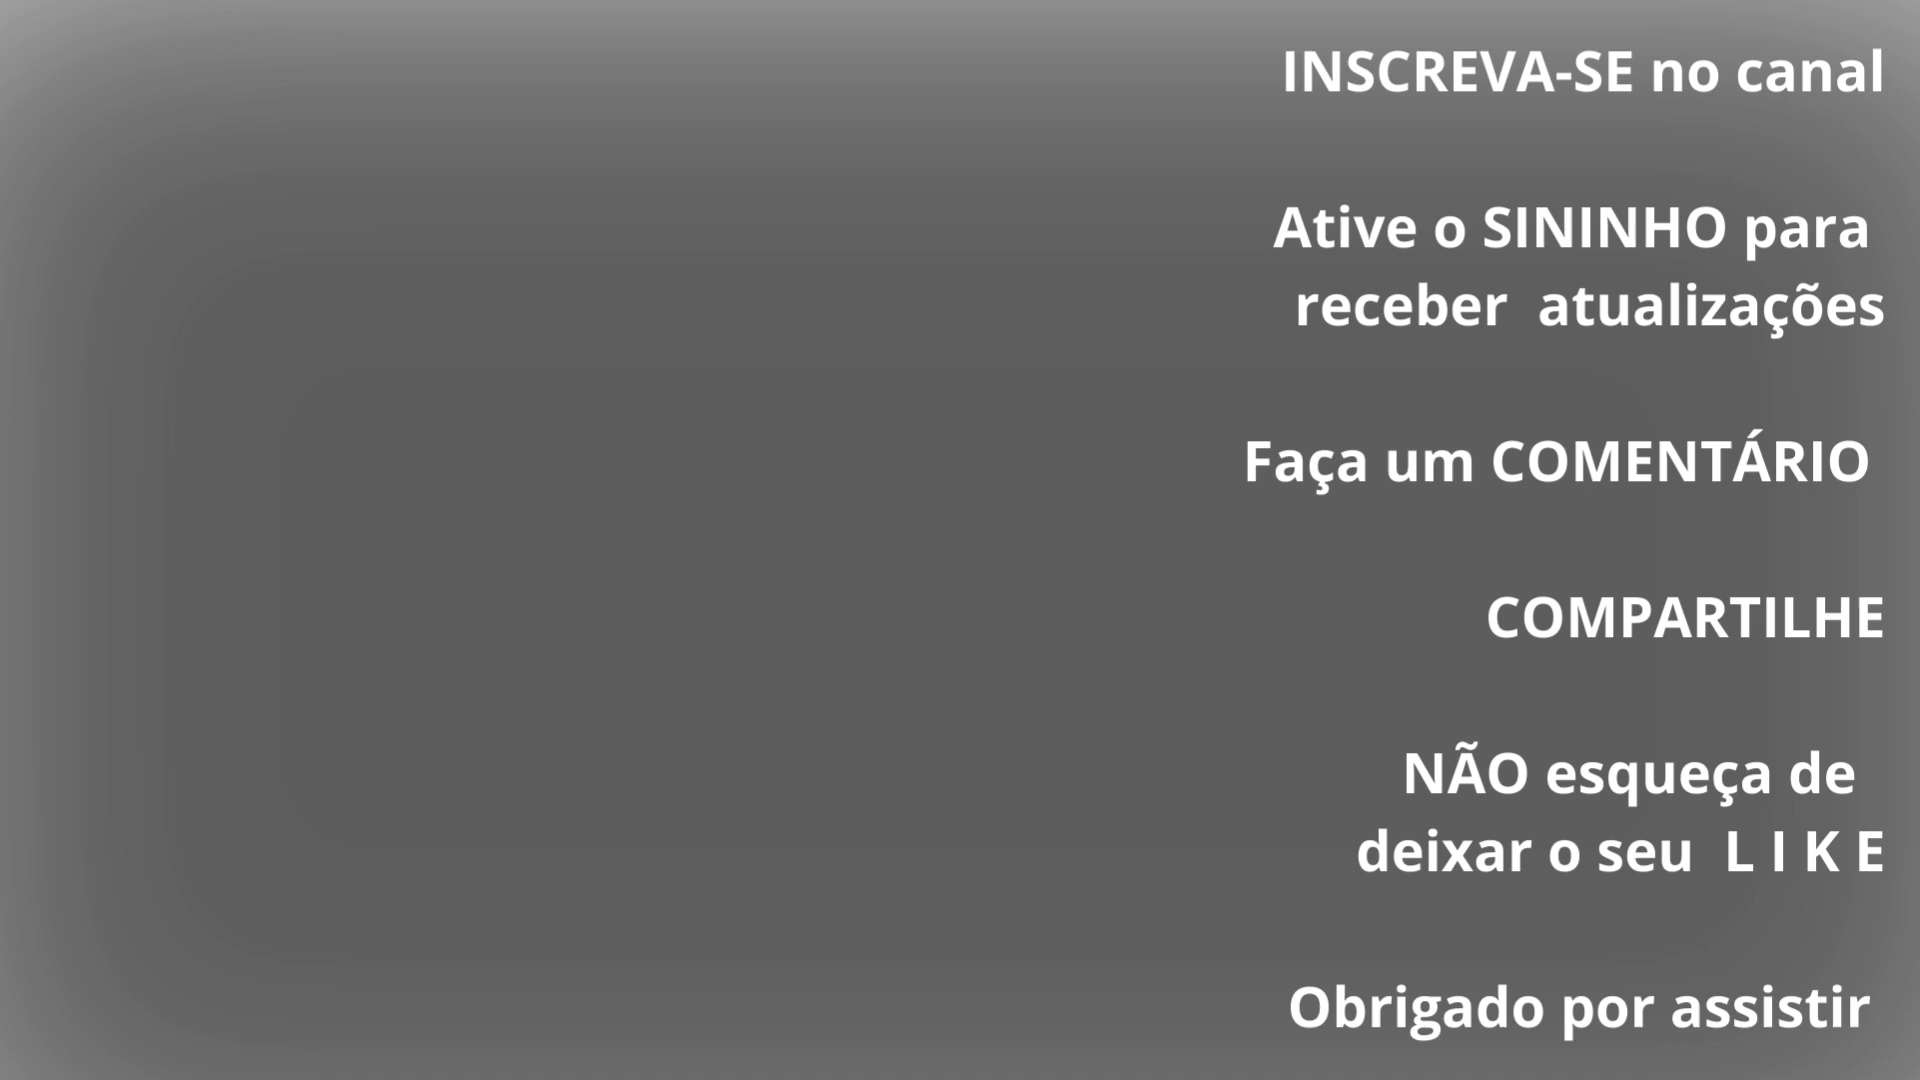 INSCREVA-SE no canal
Ative o SININHO para
receber atualizações
Faça um COMENTÁRIO
COMPARTILHE
NÃO esqueça de
deixar o seu L I K E
Obrigado por assistir